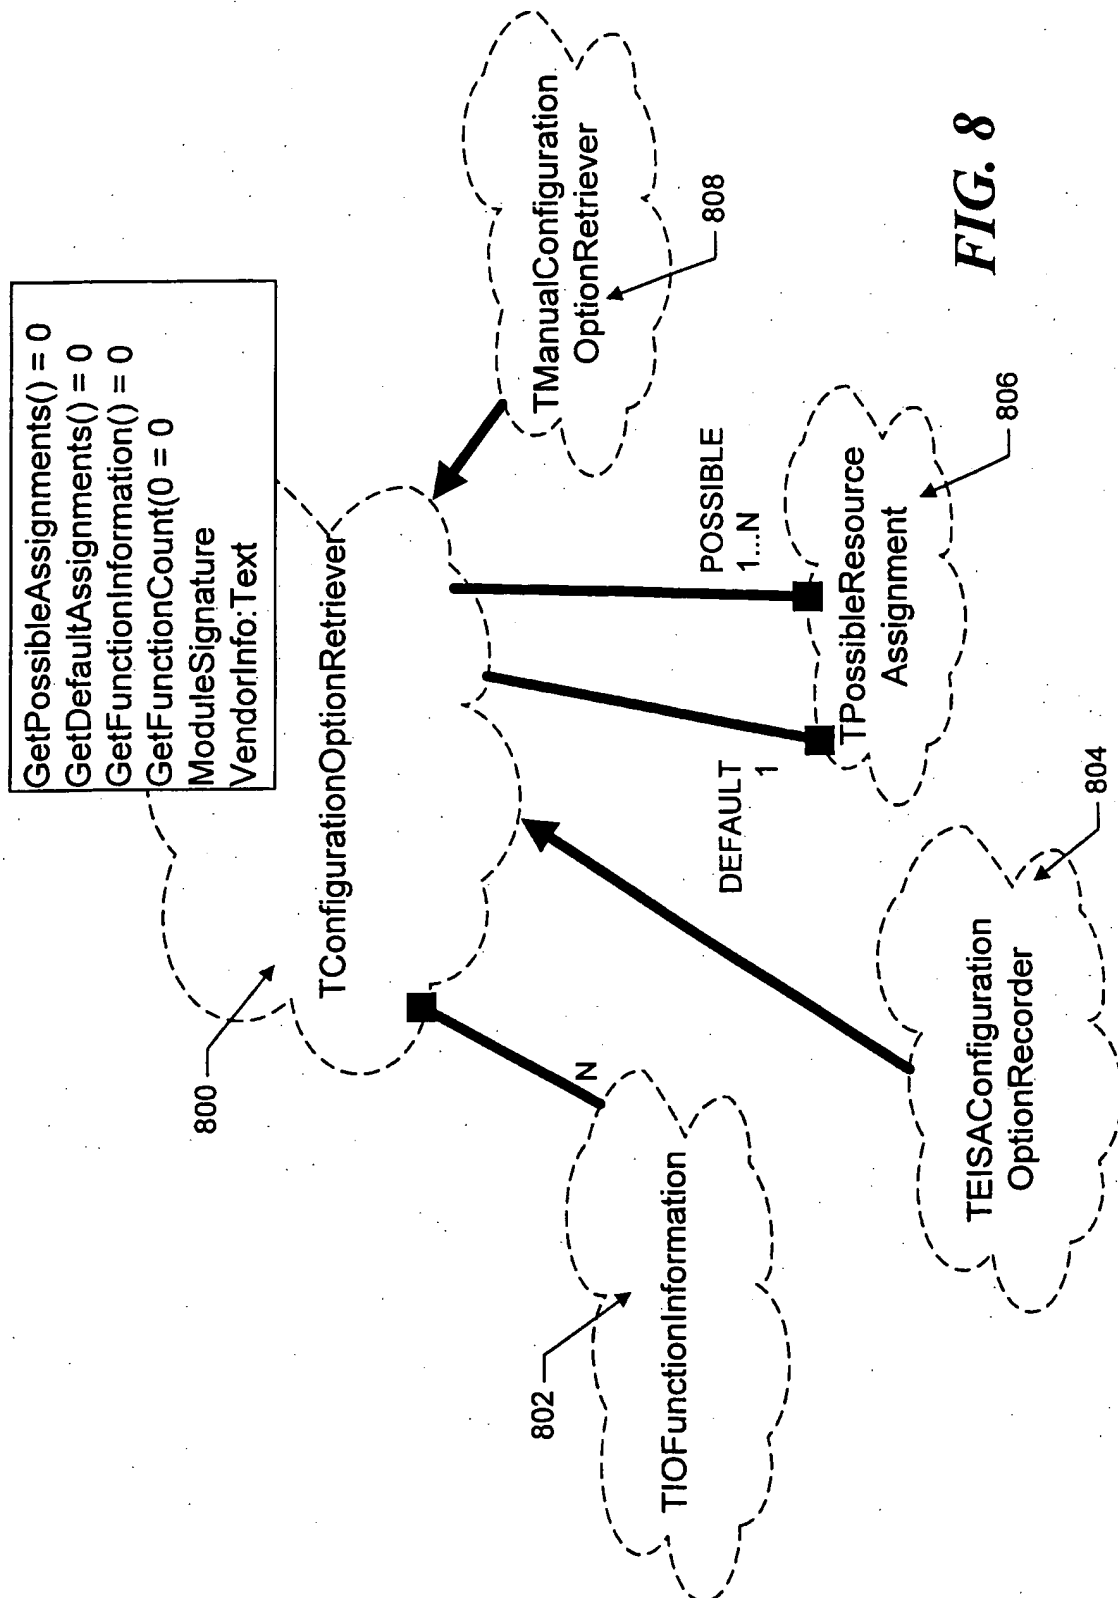 GetPossibleAssignments() = 0
GetDefaultAssignments() = 0
GetFunctionInformation() = 0
GetFunctionCount(0 = 0
ModuleSignature
VendorInfo:Text
800
TConfigurationOptionRetriever
N
802
TIOFunctionInformation
DEFAULT
1
POSSIBLE
1...N
TManualConfiguration
OptionRetriever
808
TPossibleResource
Assignment
806
TEISAConfiguration
OptionRecorder
804
FIG. 8